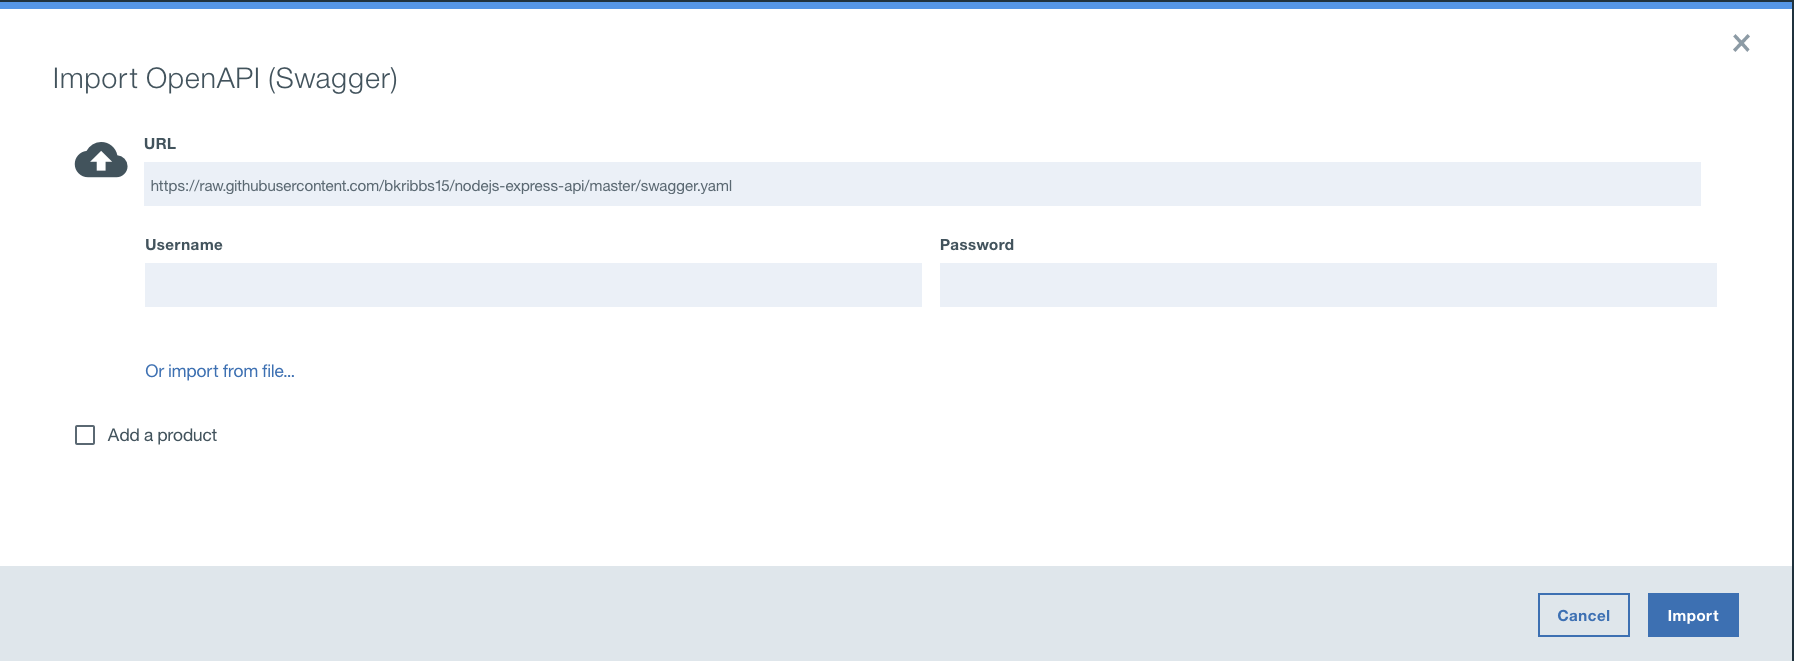 Import OpenAPI (Swagger)
URL
https://raw.githubusercontent.com/bkribbs15/nodejs-express-api/master/swagger.yaml
Username
Password
Or import from file...
Add a product
Cancel
Import